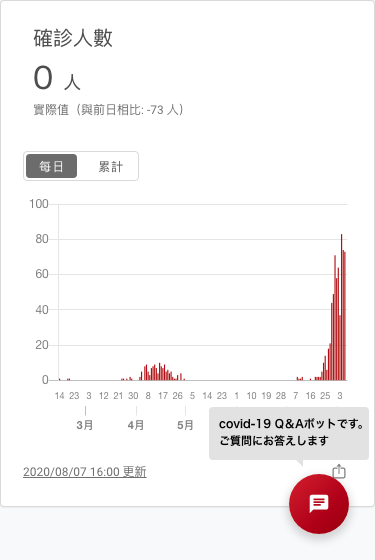 確診人數
0 人
實際值（與前日相比: -73 人）
每日 累計
100
80
60
40
20
0
14 23 3 12 21 30 8 17 26 5 14 23 1 10 19 28 7 16 25 3
3月 4月 5月
covid-19 Q&Aボットです。
ご質問にお答えします
2020/08/07 16:00 更新